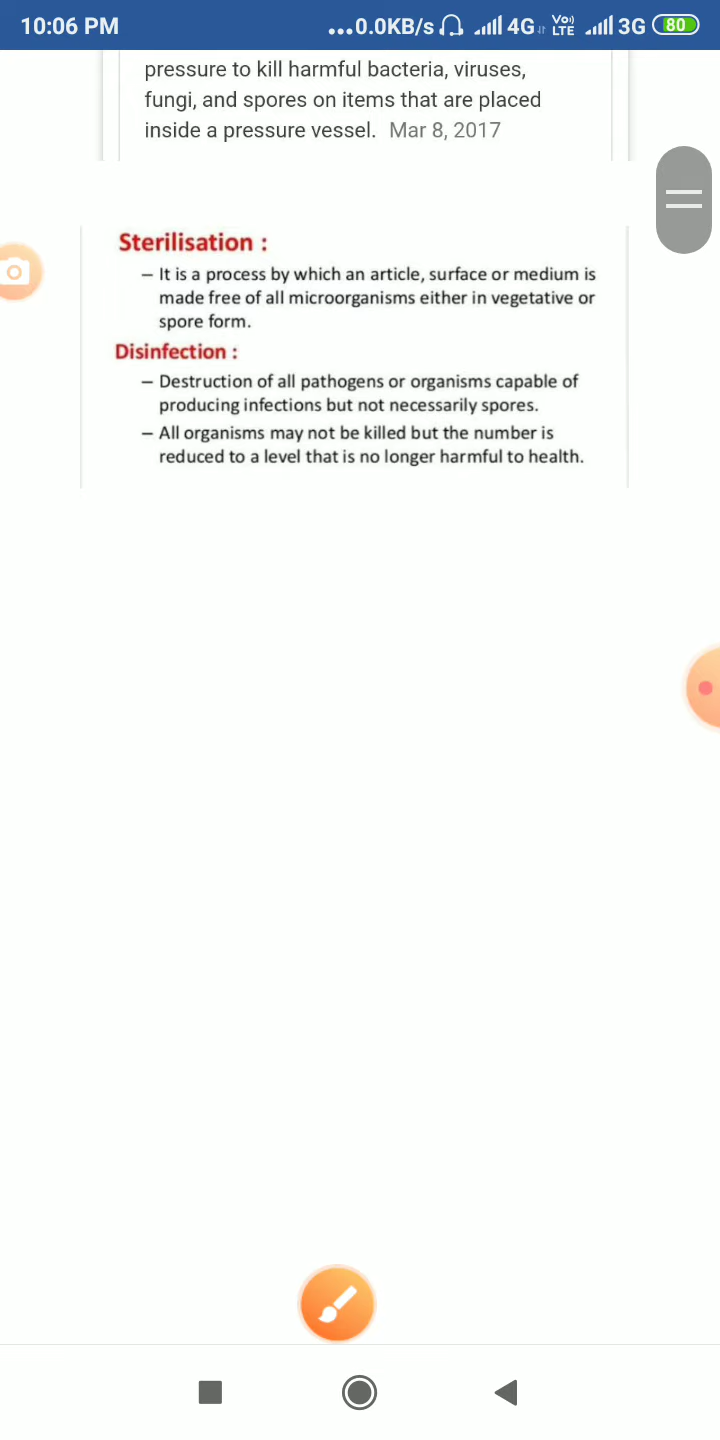 10:06 PM
...0.0KB/s 4G Vo) LTE 3G 80
pressure to kill harmful bacteria, viruses,
fungi, and spores on items that are placed
inside a pressure vessel. Mar 8, 2017
Sterilisation :
– It is a process by which an article, surface or medium is
made free of all microorganisms either in vegetative or
spore form.
Disinfection :
– Destruction of all pathogens or organisms capable of
producing infections but not necessarily spores.
– All organisms may not be killed but the number is
reduced to a level that is no longer harmful to health.